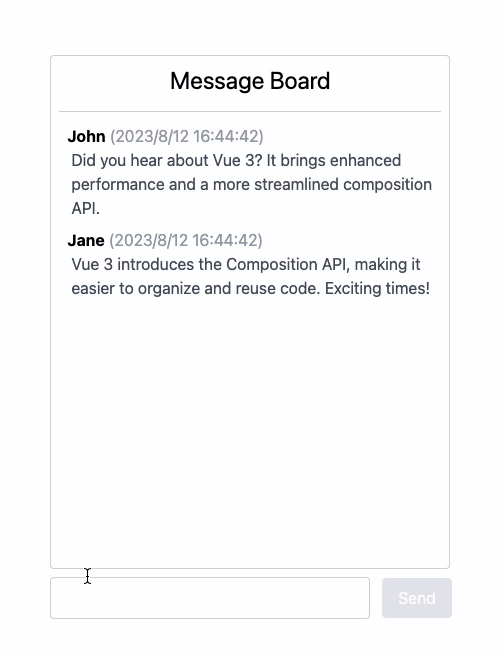 Message Board
John (2023/8/12 16:44:42)
Did you hear about Vue 3? It brings enhanced
performance and a more streamlined composition
API.
Jane (2023/8/12 16:44:42)
Vue 3 introduces the Composition API, making it
easier to organize and reuse code. Exciting times!
Send